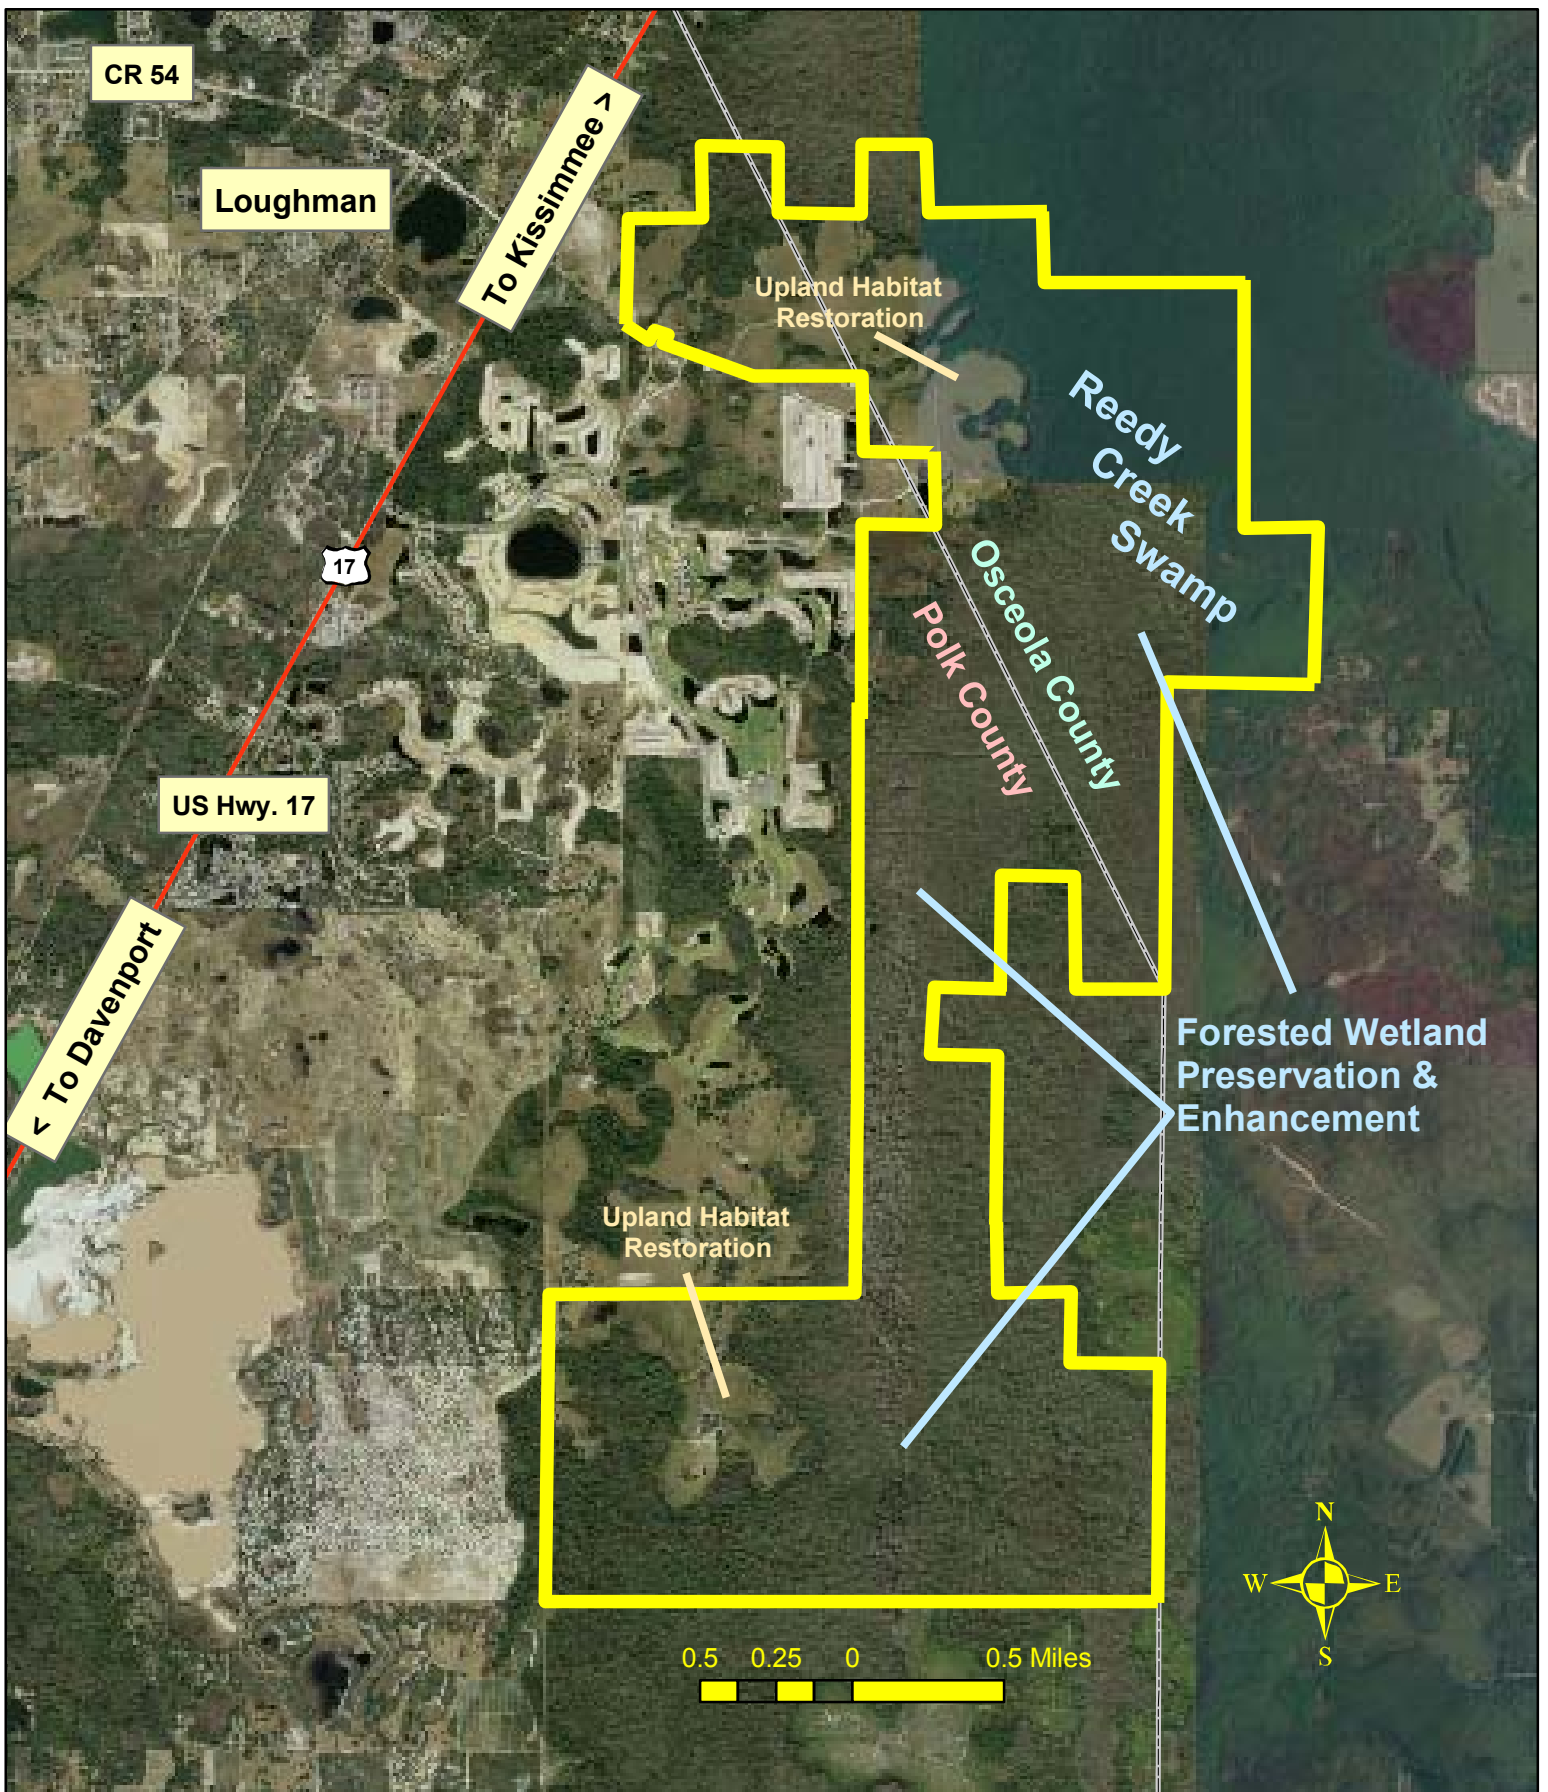 CR 54
Loughman
To Kissimmee >
Upland Habitat
Restoration
Reedy
Creek
Swamp
17
Osceola County
Polk County
US Hwy. 17
< To Davenport
Forested Wetland
Preservation &
Enhancement
Upland Habitat
Restoration
N
W E
S
0.5 0.25 0 0.5 Miles